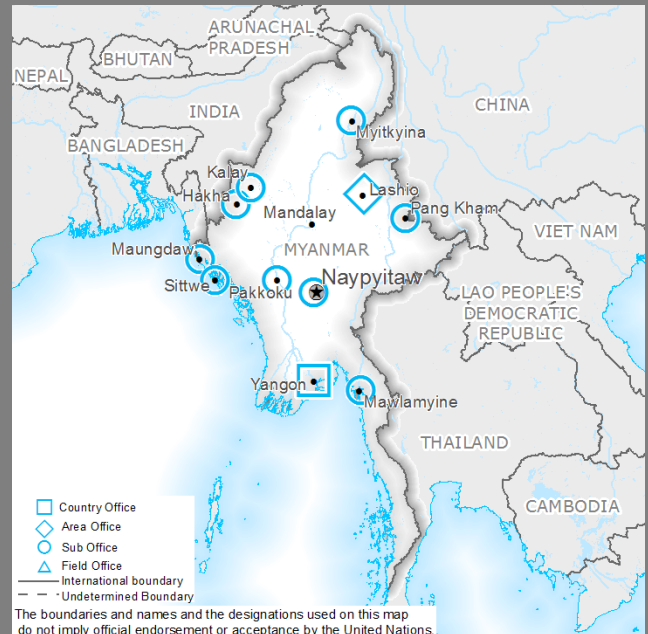 ARUNACHAL
PRADESH
BHUTAN
NEPAL
INDIA
CHINA
BANGLADESH
Myitkyina
Kalay
Hakha
Lashio
Pang Kham
Mandalay
VIET NAM
Maungdaw
MYANMAR
Sittwe
Pakkoku
Naypyitaw
LAO PEOPLE'S
DEMOCRATIC
REPUBLIC
Yangon
Mawlamyine
THAILAND
CAMBODIA
Country Office
Area Office
Sub Office
Field Office
International boundary
Undetermined Boundary
The boundaries and names and the designations used on this map
do not imply official endorsement or acceptance by the United Nations.